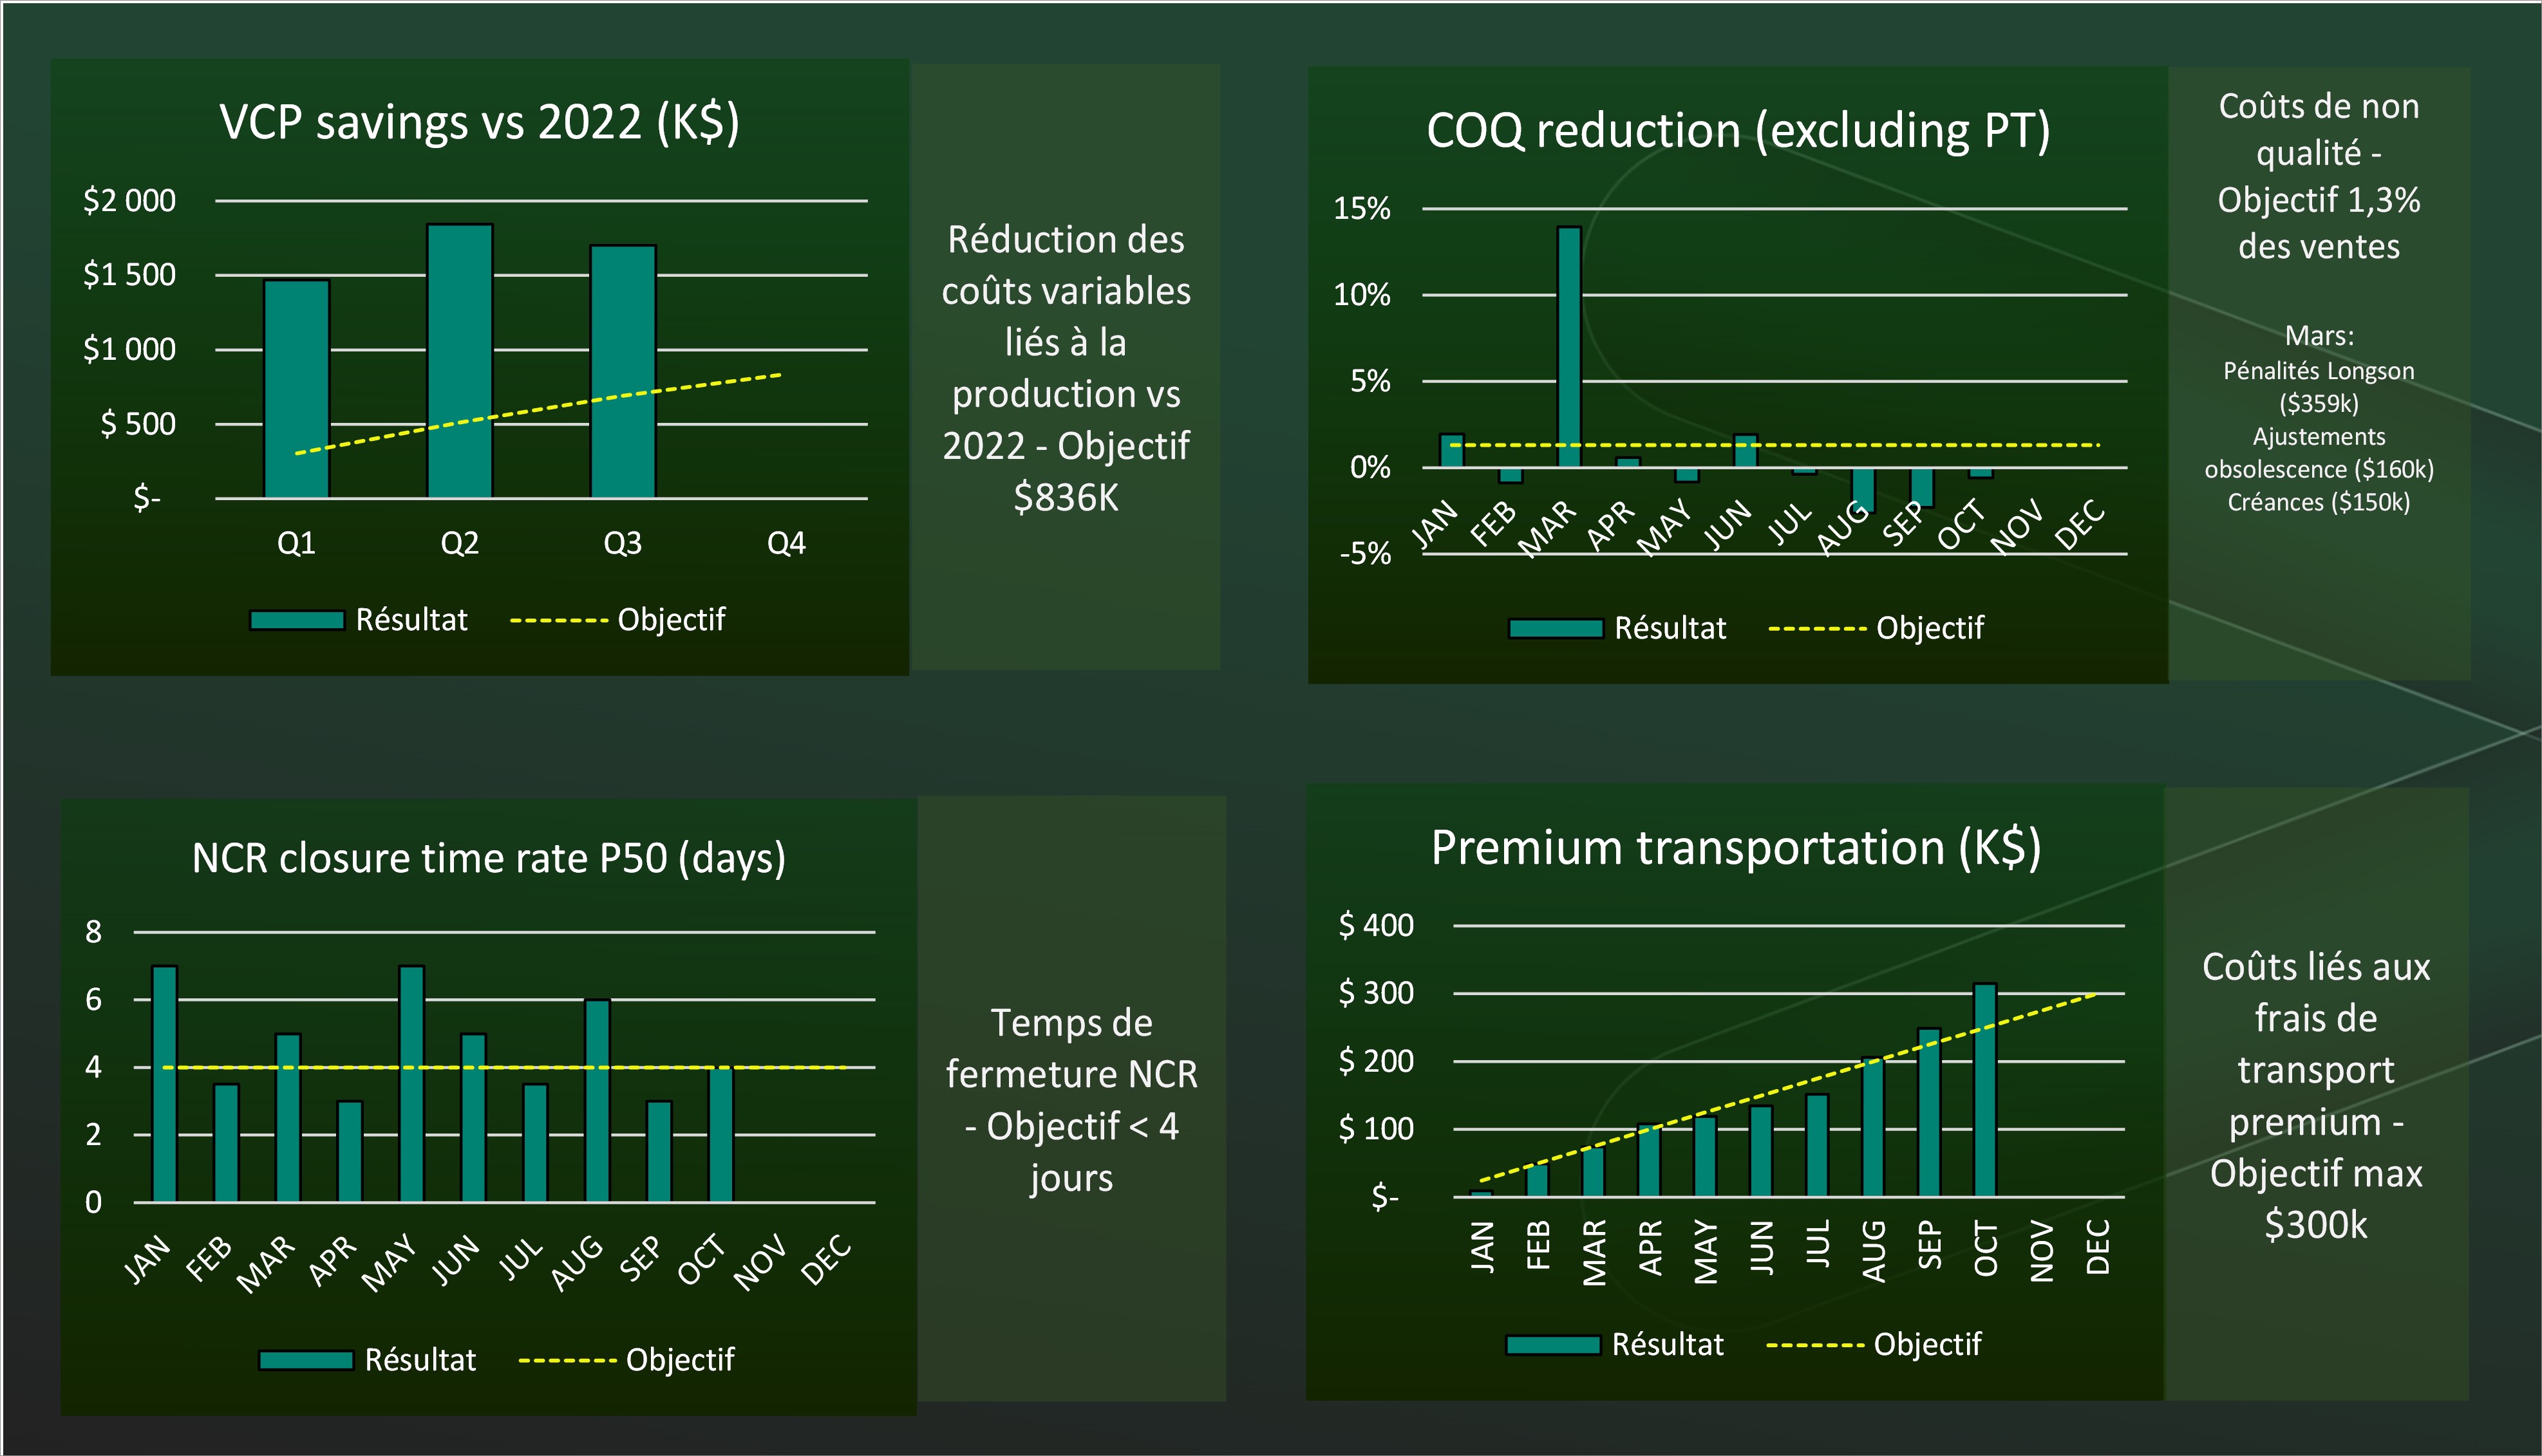 VCP savings vs 2022 (K$)
$2 000
$1 500
$1 000
$ 500
$-
Q1 Q2 Q3 Q4
Résultat Objectif
Réduction des
coûts variables
liés à la
production vs
2022 - Objectif
$836K
COQ reduction (excluding PT)
15%
10%
5%
0%
-5%
JAN FEB MAR APR MAY JUN JUL AUG SEP OCT NOV DEC
Résultat Objectif
Coûts de non
qualité -
Objectif 1,3%
des ventes
Mars:
Pénalités Longson
($359k)
Ajustements
obsolescence ($160k)
Créances ($150k)
NCR closure time rate P50 (days)
8
6
4
2
0
JAN FEB MAR APR MAY JUN JUL AUG SEP OCT NOV DEC
Résultat Objectif
Temps de
fermeture NCR
- Objectif < 4
jours
Premium transportation (K$)
$ 400
$ 300
$ 200
$ 100
$-
JAN FEB MAR APR MAY JUN JUL AUG SEP OCT NOV DEC
Résultat Objectif
Coûts liés aux
frais de
transport
premium -
Objectif max
$300k